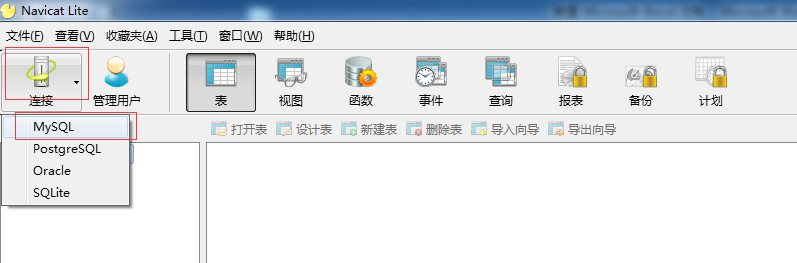 Navicat Lite
文件(F) 查看(V) 收藏夹(A) 工具(T) 窗口(W) 帮助(H)
连接 管理用户 表 视图 函数 事件 查询 报表 备份 计划
打开表 设计表 新建表 删除表 导入向导 导出向导
MySQL
PostgreSQL
Oracle
SQLite